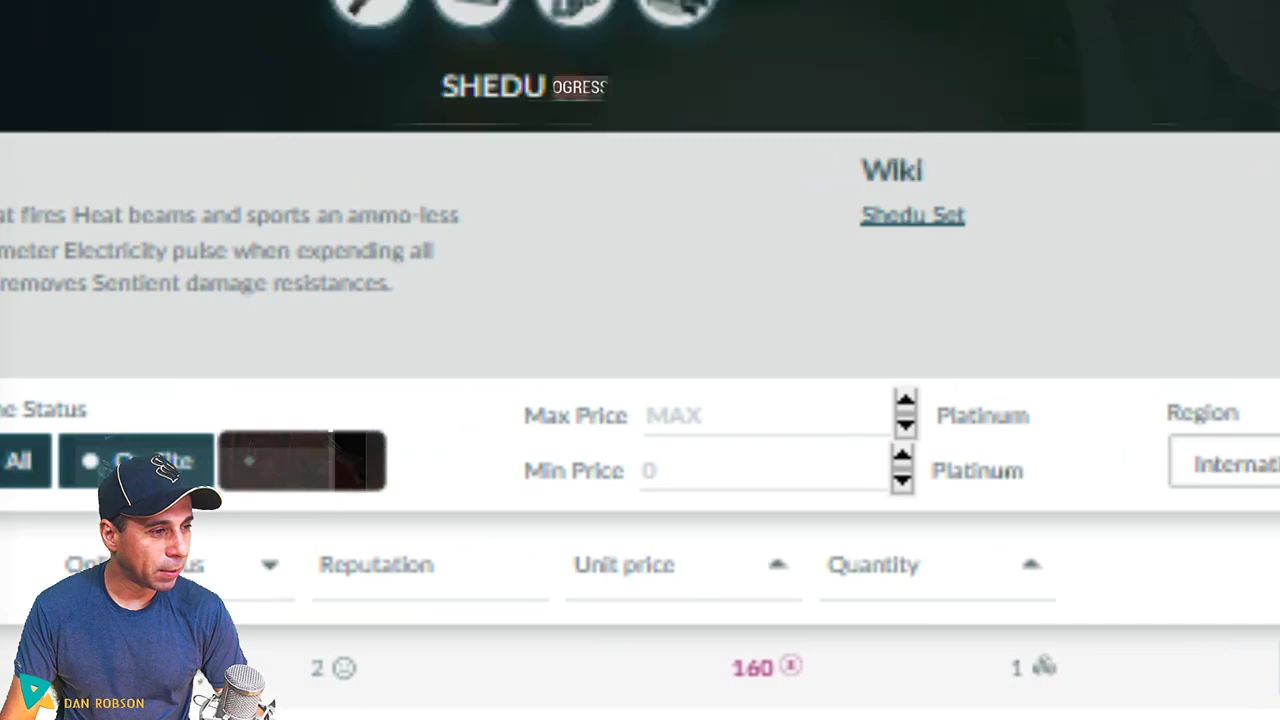 SHEDU OGRESS
Wiki
at fires Heat beams and sports an ammo-less
Shedu Set
meter Electricity pulse when expending all
removes Sentient damage resistances.
e Status
Max Price MAX Platinum
Region
All
Min Price 0 Platinum
Internati
Reputation Unit price Quantity
2 160 1
DAN ROBSON